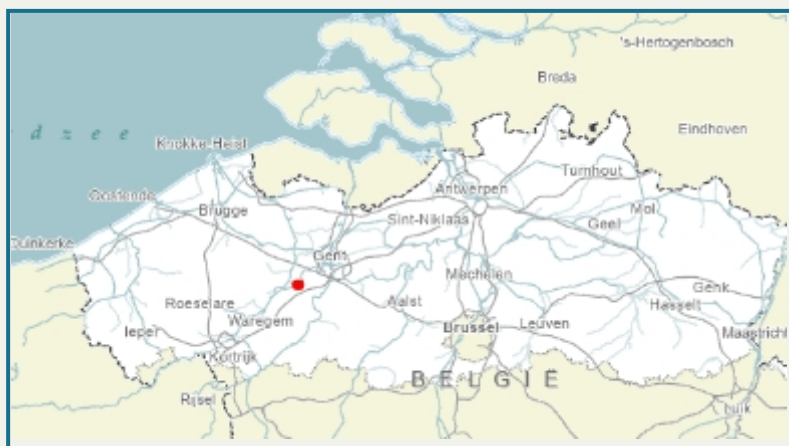 's-Hertogenbosch
Breda
d z e e
Eindhoven
Knokke-Heist
Turnhout
Antwerpen
Oostende
Mol
Brugge
Sint-Niklaas
Geel
Duinkerke
Gent
Mechelen
Genk
Roeselare
Aalst
Hasselt
Waregem
Ieper
Brussel
Leuven
Maastricht
Kortrijk
BELGIË
Rijsel
Luik